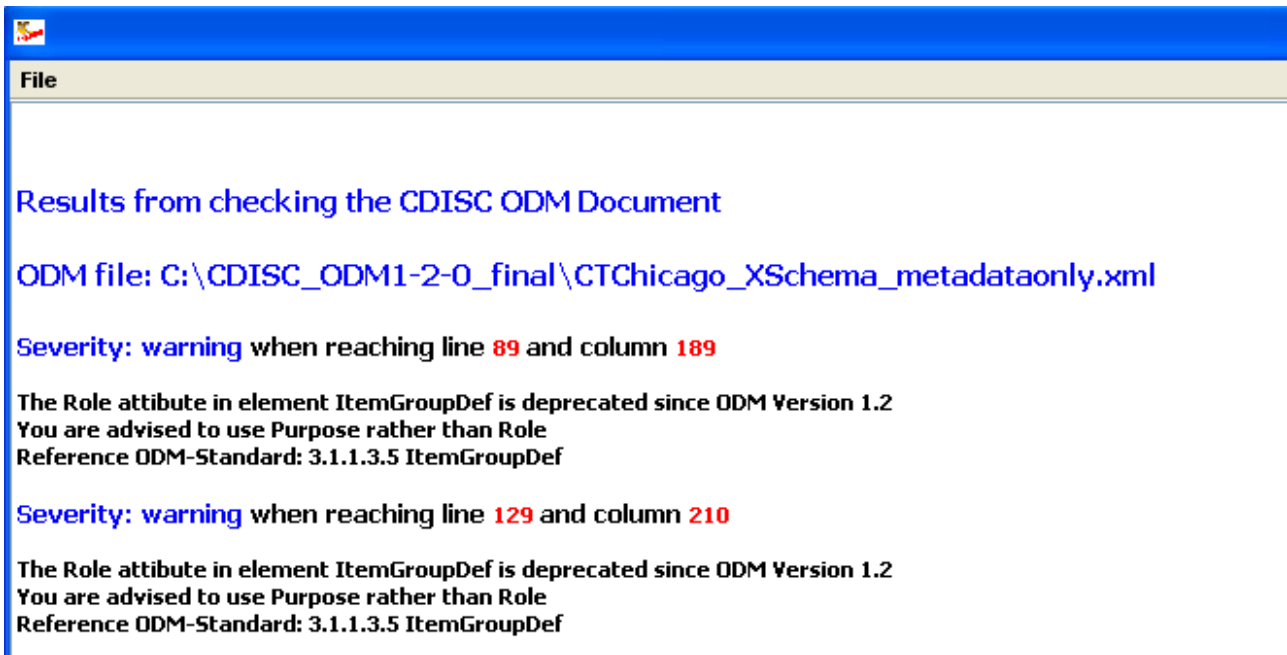 File
Results from checking the CDISC ODM Document
ODM file: C:\CDISC_ODM1-2-0_final\CTChicago_XSchema_metadataonly.xml
Severity: warning when reaching line 89 and column 189
The Role attibute in element ItemGroupDef is deprecated since ODM Version 1.2
You are advised to use Purpose rather than Role
Reference ODM-Standard: 3.1.1.3.5 ItemGroupDef
Severity: warning when reaching line 129 and column 210
The Role attibute in element ItemGroupDef is deprecated since ODM Version 1.2
You are advised to use Purpose rather than Role
Reference ODM-Standard: 3.1.1.3.5 ItemGroupDef